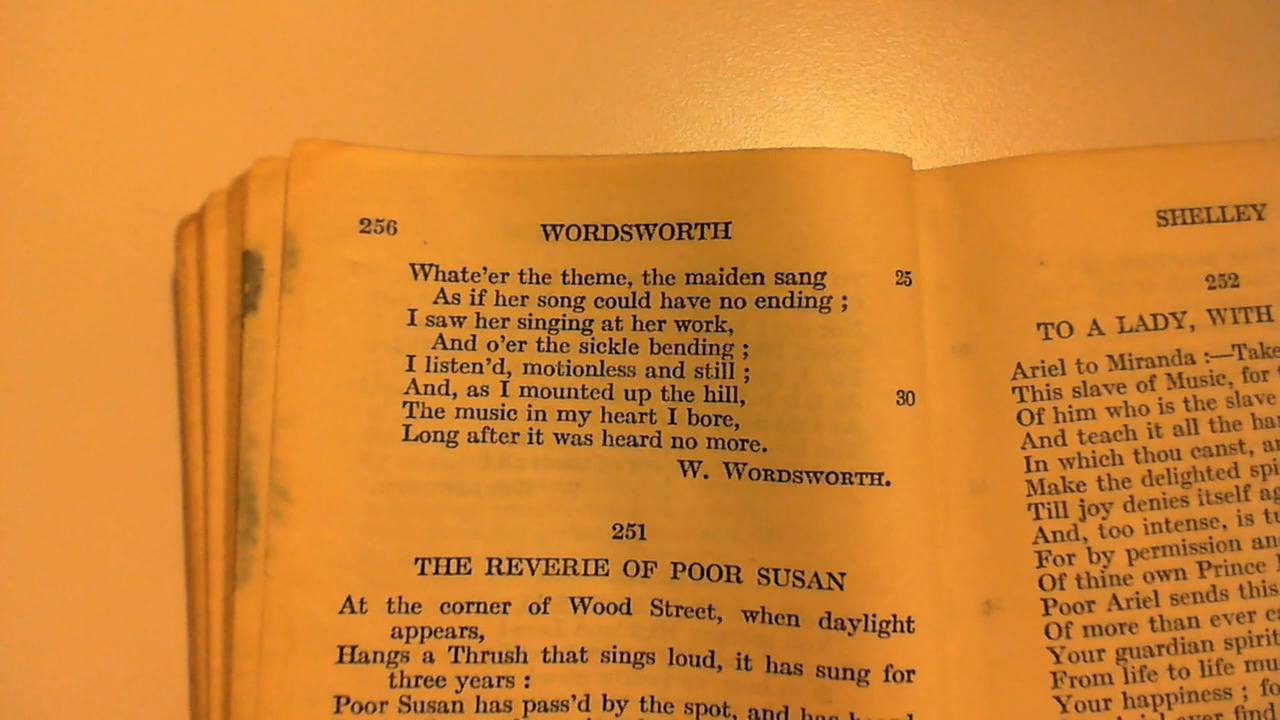 256 WORDSWORTH
Whate'er the theme, the maiden sang 25
As if her song could have no ending ;
I saw her singing at her work,
And o'er the sickle bending ;
I listen'd, motionless and still ;
And, as I mounted up the hill, 30
The music in my heart I bore,
Long after it was heard no more.
W. WORDSWORTH.
251
THE REVERIE OF POOR SUSAN
At the corner of Wood Street, when daylight
appears,
Hangs a Thrush that sings loud, it has sung for
three years :
Poor Susan has pass'd by the spot, and has heard
SHELLEY
252
TO A LADY, WITH
Ariel to Miranda :—Take
This slave of Music, for
Of him who is the slave
And teach it all the
In which thou canst,
Make the delighted
Till joy denies itself
And, too intense, is
For by permission
Of thine own Prince
Poor Ariel sends this
Of more than ever
Your guardian spirit
From life to life
Your happiness ;
find